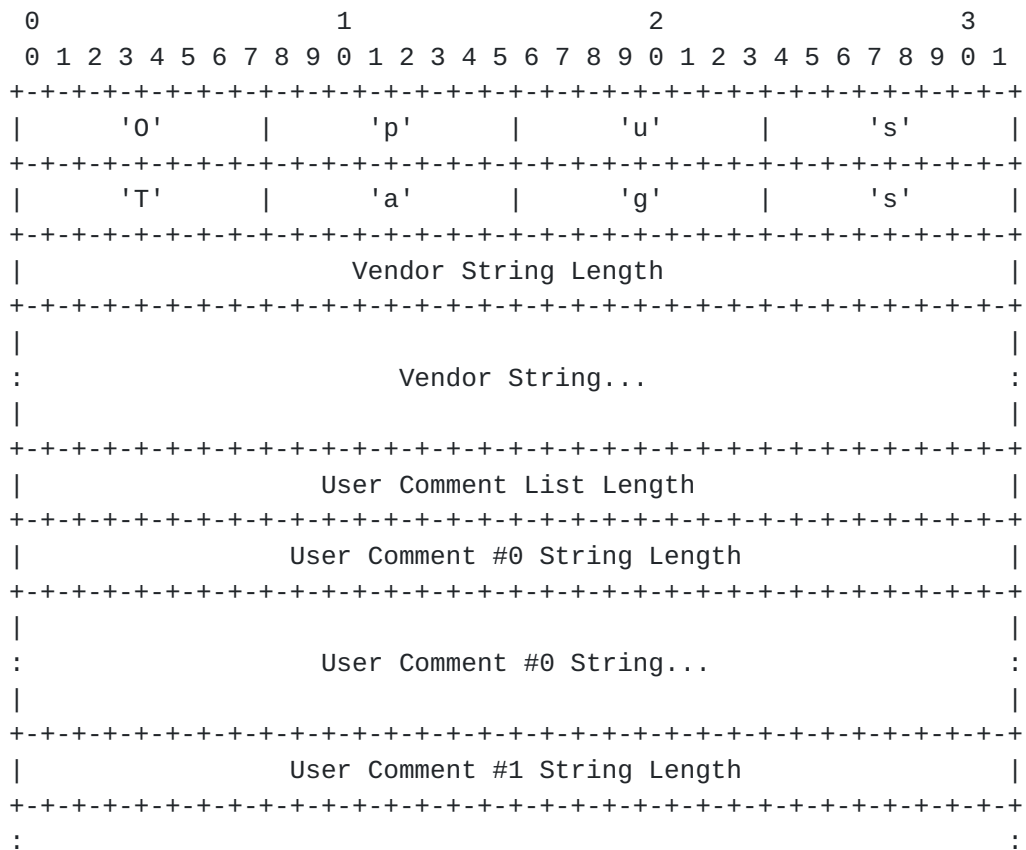 0                   1                   2                   3
 0 1 2 3 4 5 6 7 8 9 0 1 2 3 4 5 6 7 8 9 0 1 2 3 4 5 6 7 8 9 0 1
+-+-+-+-+-+-+-+-+-+-+-+-+-+-+-+-+-+-+-+-+-+-+-+-+-+-+-+-+-+-+-+-+
|      'O'      |      'p'      |      'u'      |      's'      |
+-+-+-+-+-+-+-+-+-+-+-+-+-+-+-+-+-+-+-+-+-+-+-+-+-+-+-+-+-+-+-+-+
|      'T'      |      'a'      |      'g'      |      's'      |
+-+-+-+-+-+-+-+-+-+-+-+-+-+-+-+-+-+-+-+-+-+-+-+-+-+-+-+-+-+-+-+-+
|                     Vendor String Length                      |
+-+-+-+-+-+-+-+-+-+-+-+-+-+-+-+-+-+-+-+-+-+-+-+-+-+-+-+-+-+-+-+-+
|                                                               |
:                        Vendor String...                       :
|                                                               |
+-+-+-+-+-+-+-+-+-+-+-+-+-+-+-+-+-+-+-+-+-+-+-+-+-+-+-+-+-+-+-+-+
|                   User Comment List Length                    |
+-+-+-+-+-+-+-+-+-+-+-+-+-+-+-+-+-+-+-+-+-+-+-+-+-+-+-+-+-+-+-+-+
|                 User Comment #0 String Length                 |
+-+-+-+-+-+-+-+-+-+-+-+-+-+-+-+-+-+-+-+-+-+-+-+-+-+-+-+-+-+-+-+-+
|                                                               |
:                   User Comment #0 String...                   :
|                                                               |
+-+-+-+-+-+-+-+-+-+-+-+-+-+-+-+-+-+-+-+-+-+-+-+-+-+-+-+-+-+-+-+-+
|                 User Comment #1 String Length                 |
+-+-+-+-+-+-+-+-+-+-+-+-+-+-+-+-+-+-+-+-+-+-+-+-+-+-+-+-+-+-+-+-+
:                                                               :